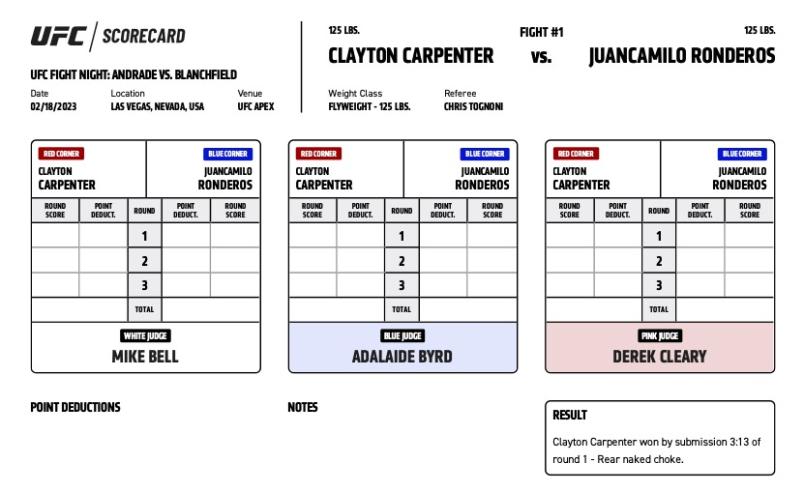 UFC / SCORECARD
UFC FIGHT NIGHT: ANDRADE VS. BLANCHFIELD
Date Location Venue
02/18/2023 LAS VEGAS, NEVADA, USA UFC APEX
125 LBS. FIGHT #1 125 LBS.
CLAYTON CARPENTER VS. JUANCAMILO RONDEROS
Weight Class Referee
FLYWEIGHT - 125 LBS. CHRIS TOGNONI
RED CORNER BLUE CORNER
CLAYTON JUANCAMILO
CARPENTER RONDEROS
ROUND SCORE POINT DEDUCT. ROUND POINT DEDUCT. ROUND SCORE
1
2
3
TOTAL
WHITE JUDGE
MIKE BELL
RED CORNER BLUE CORNER
CLAYTON JUANCAMILO
CARPENTER RONDEROS
ROUND SCORE POINT DEDUCT. ROUND POINT DEDUCT. ROUND SCORE
1
2
3
TOTAL
BLUE JUDGE
ADALAIDE BYRD
RED CORNER BLUE CORNER
CLAYTON JUANCAMILO
CARPENTER RONDEROS
ROUND SCORE POINT DEDUCT. ROUND POINT DEDUCT. ROUND SCORE
1
2
3
TOTAL
PINK JUDGE
DEREK CLEARY
POINT DEDUCTIONS
NOTES
RESULT
Clayton Carpenter won by submission 3:13 of
round 1 - Rear naked choke.